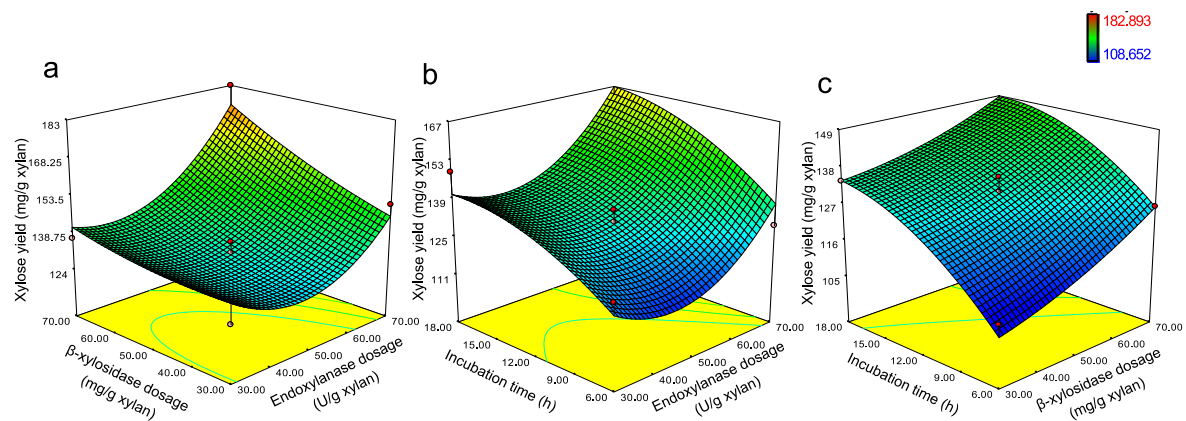 182.893
108.652
a
Xylose yield (mg/g xylan)
183
168.25
153.5
138.75
124
70.00
60.00
50.00
40.00
30.00
β-xylosidase dosage
(mg/g xylan)
30.00
40.00
50.00
60.00
70.00
Endoxylanase dosage
(U/g xylan)
b
Xylose yield (mg/g xylan)
167
153
139
125
111
18.00
15.00
12.00
9.00
6.00
Incubation time (h)
30.00
40.00
50.00
60.00
70.00
Endoxylanase dosage
(U/g xylan)
c
Xylose yield (mg/g xylan)
149
138
127
116
105
18.00
15.00
12.00
9.00
6.00
Incubation time (h)
30.00
40.00
50.00
60.00
70.00
β-xylosidase dosage
(mg/g xylan)